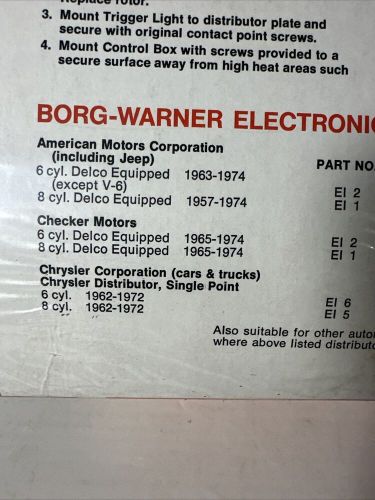 Replace rotor.
3. Mount Trigger Light to distributor plate and
secure with original contact point screws.
4. Mount Control Box with screws provided to a
secure surface away from high heat areas such
BORG-WARNER ELECTRONIC
American Motors Corporation
(including Jeep) PART NO.
6 cyl. Delco Equipped 1963-1974 EI 2
(except V-6)
8 cyl. Delco Equipped 1957-1974 EI 1
Checker Motors
6 cyl. Delco Equipped 1965-1974 EI 2
8 cyl. Delco Equipped 1965-1974 EI 1
Chrysler Corporation (cars & trucks)
Chrysler Distributor, Single Point
6 cyl. 1962-1972 EI 6
8 cyl. 1962-1972 EI 5
Also suitable for other
where above listed